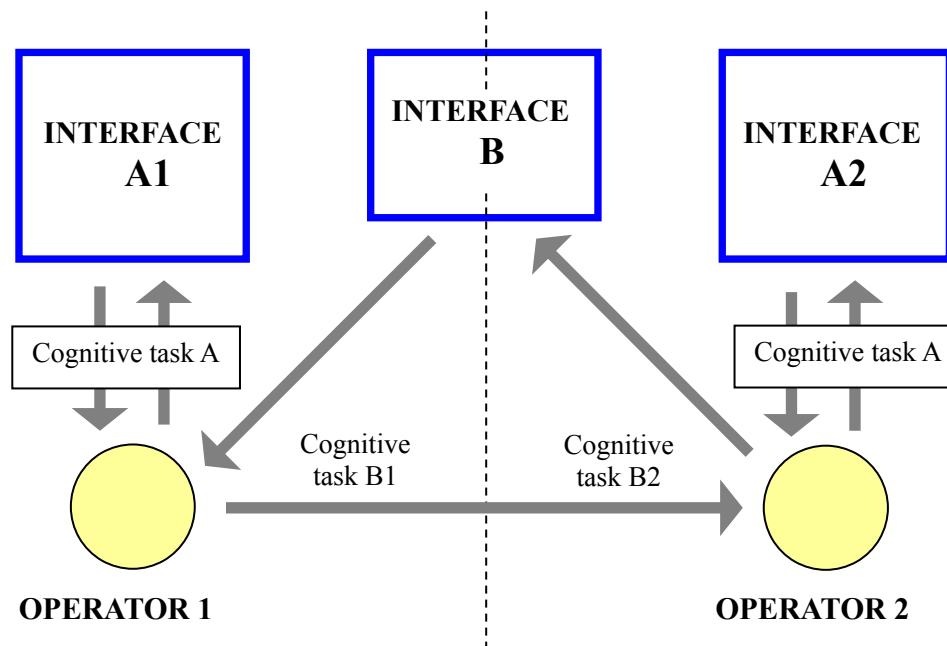 INTERFACE
A1
INTERFACE
B
INTERFACE
A2
Cognitive task A
Cognitive task A
Cognitive
task B1
Cognitive
task B2
OPERATOR 1
OPERATOR 2